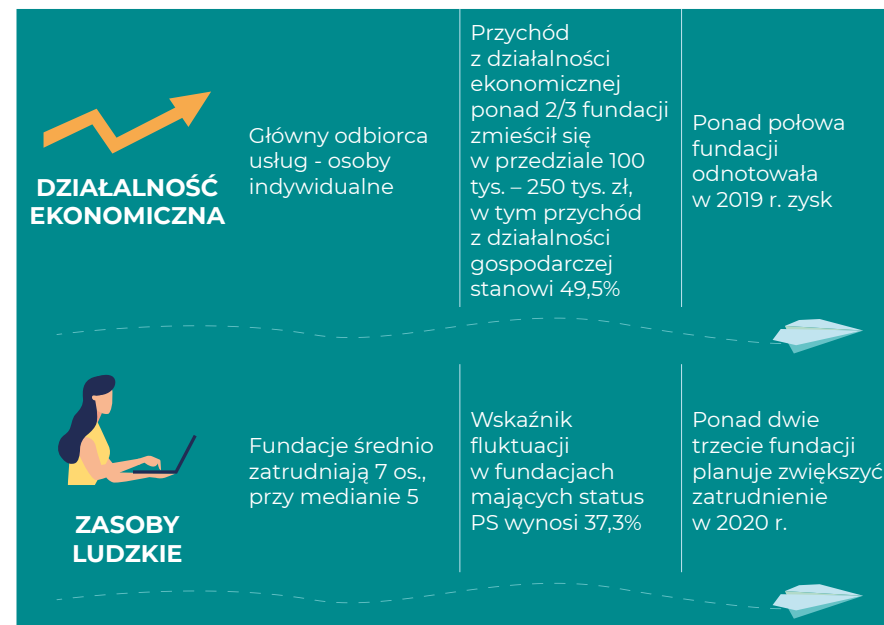 DZIAŁALNOŚĆ
EKONOMICZNA
Główny odbiorca
usług - osoby
indywidualne
Przychód
z działalności
ekonomicznej
ponad 2/3 fundacji
zmieścił się
w przedziale 100
tys. – 250 tys. zł,
w tym przychód
z działalności
gospodarczej
stanowi 49,5%
Ponad połowa
fundacji
odnotowała
w 2019 r. zysk
ZASOBY
LUDZKIE
Fundacje średnio
zatrudniają 7 os.,
przy medianie 5
Wskaźnik
fluktuacji
w fundacjach
mających status
PS wynosi 37,3%
Ponad dwie
trzecie fundacji
planuje zwiększyć
zatrudnienie
w 2020 r.